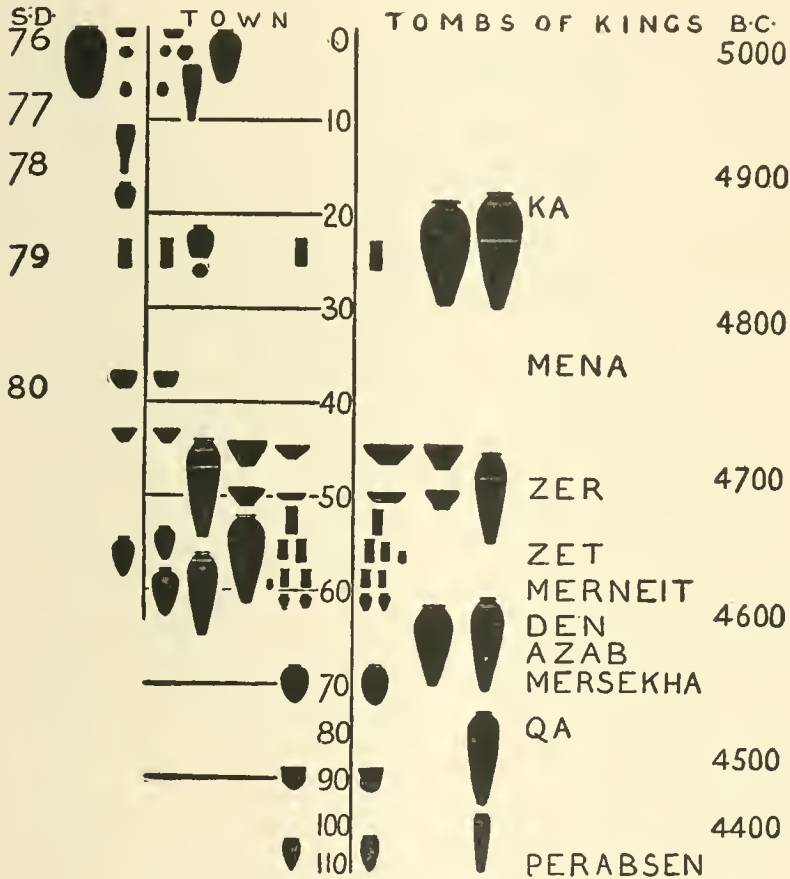 S.D. TOWN TOMBS OF KINGS B.C.
76 0 5000
77 10
78 4900
20 KA
79
30 4800
MENA
80 40
4700
50 ZER
ZET
60 MERNEIT
4600
DEN
AZAB
70 MERSEKHA
80 QA
4500
90
100 4400
110 PERABSEN